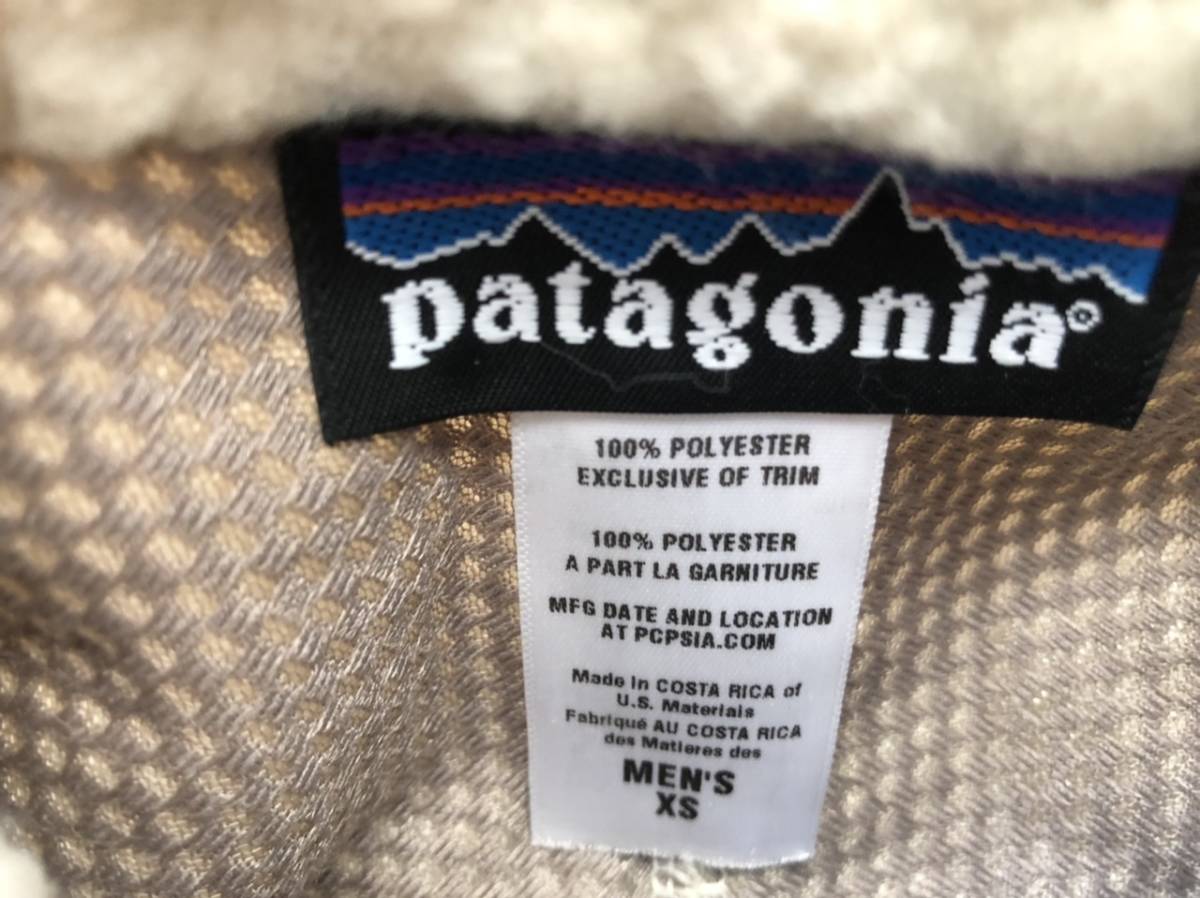 patagonia®
100% POLYESTER
EXCLUSIVE OF TRIM
100% POLYESTER
A PART LA GARNITURE
MFG DATE AND LOCATION
AT PCPSIA.COM
Made in COSTA RICA of
U.S. Materials
Fabriqué AU COSTA RICA
des Matieres des
MEN'S
XS